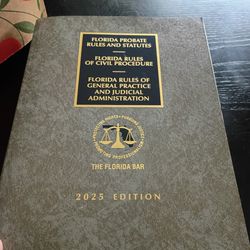 FLORIDA PROBATE
RULES AND STATUTES
FLORIDA RULES
OF CIVIL PROCEDURE
FLORIDA RULES OF
GENERAL PRACTICE
AND JUDICIAL
ADMINISTRATION
THE FLORIDA BAR
2025 EDITION